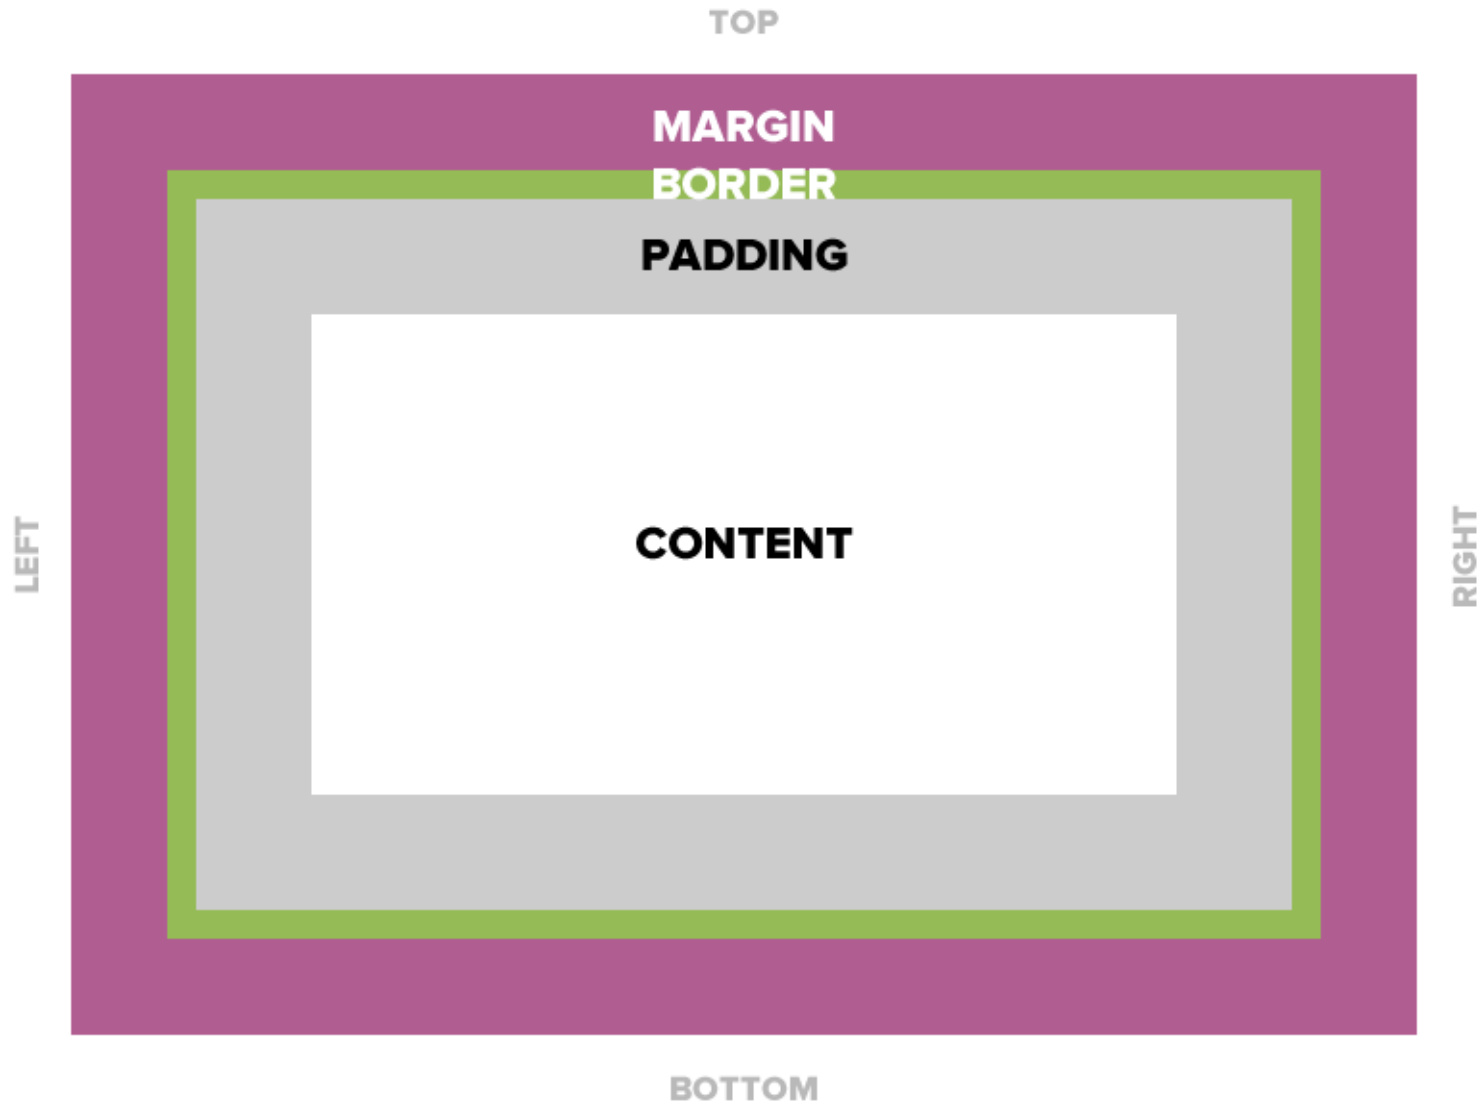 TOP
MARGIN
BORDER
PADDING
CONTENT
LEFT
RIGHT
BOTTOM